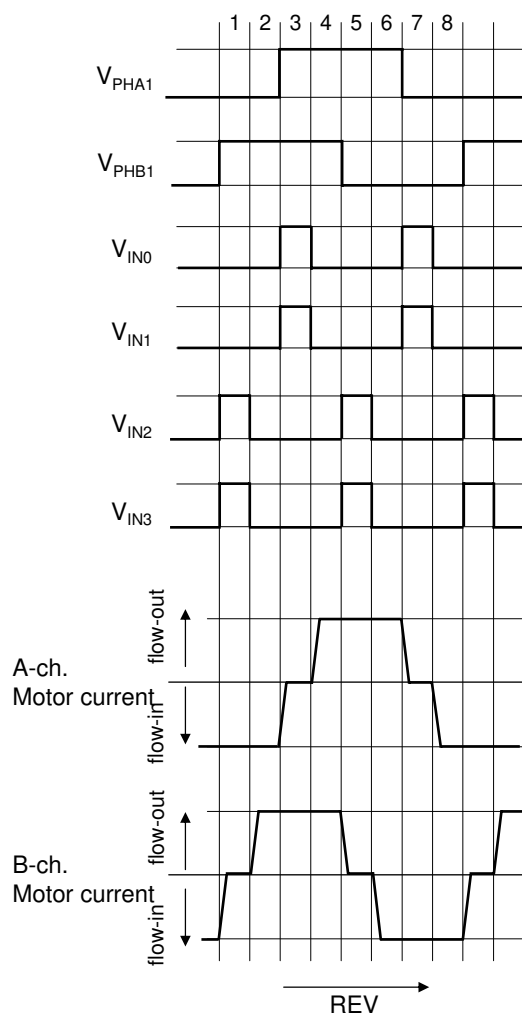 1 2 3 4 5 6 7 8
VPHA1
VPHB1
VIN0
VIN1
VIN2
VIN3
flow-out
A-ch.
Motor current
flow-in
flow-out
B-ch.
Motor current
flow-in
REV